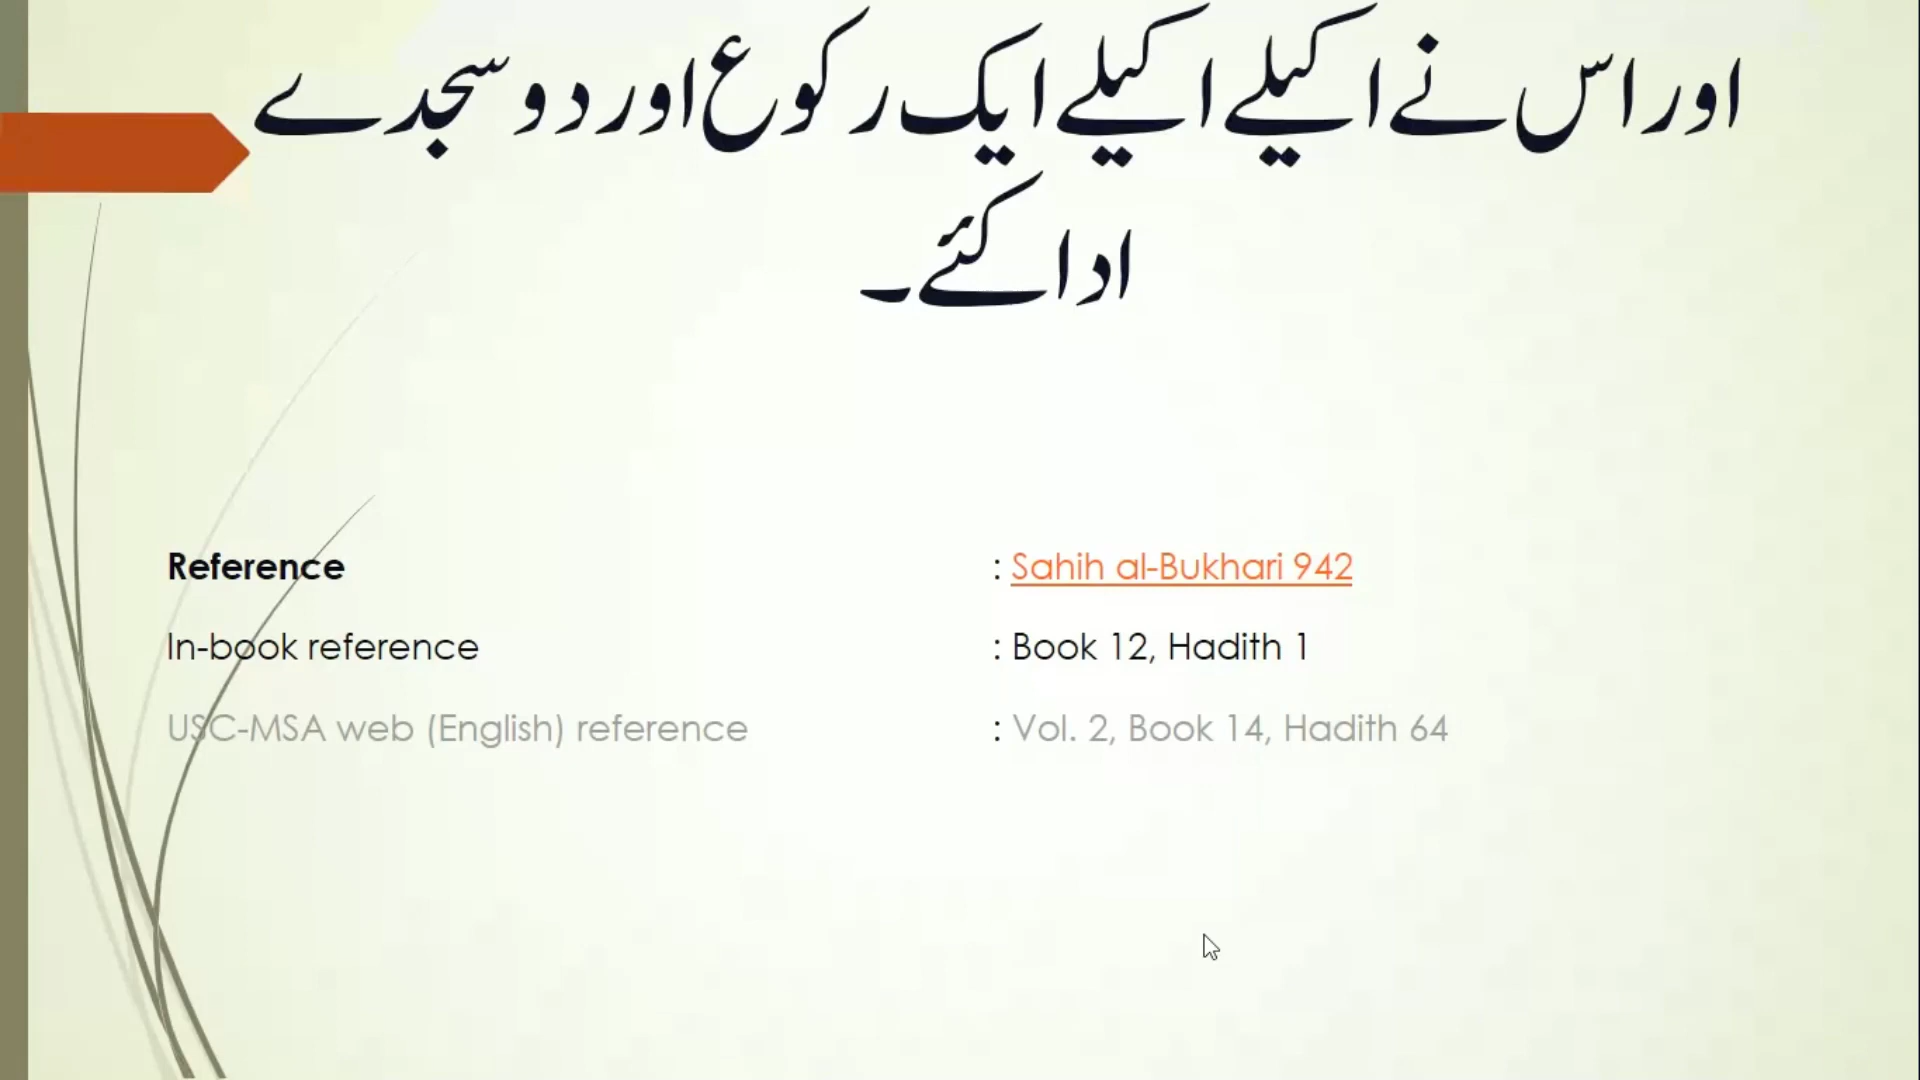 اور اس نے اکیلے اکیلے ایک رکوع اور دو سجدے
ادا کئے۔
Reference : Sahih al-Bukhari 942
In-book reference : Book 12, Hadith 1
USC-MSA web (English) reference : Vol. 2, Book 14, Hadith 64